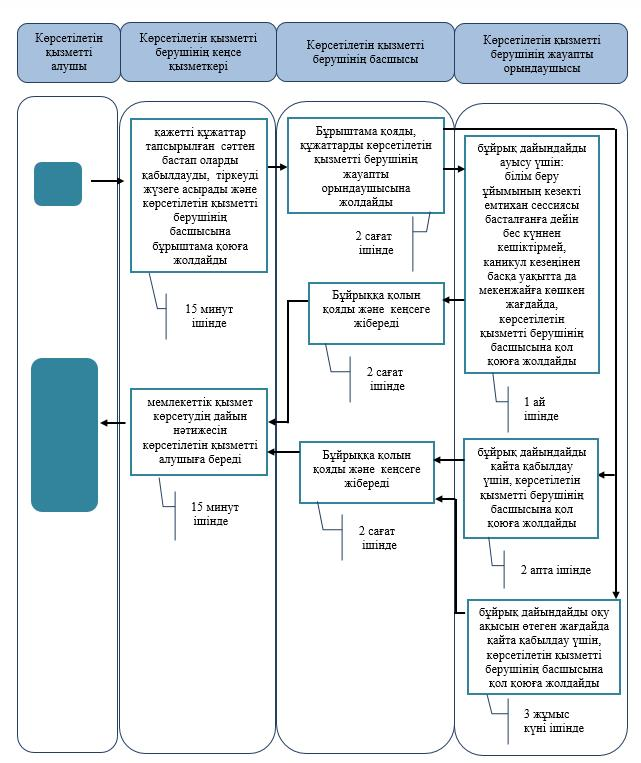 Көрсетілетін
қызметті
алушы
Көрсетілетін қызметті
берушінің кеңсе
қызметкері
Көрсетілетін қызметті
берушінің басшысы
Көрсетілетін қызметті
берушінің жауапты
орындаушысы
қажетті құжаттар
тапсырылған сәттен
бастап оларды
қабылдауды, тіркеуді
жүзеге асырады және
көрсетілетін қызметті
берушінің
басшысына
бұрыштама қоюға
жолдайды
15 минут
ішінде
Бұрыштама қояды,
құжаттарды көрсетілетін
қызметті берушінің
жауапты
орындаушысына
жолдайды
2 сағат
ішінде
бұйрық дайындайды
ауысу үшін:
білім беру
ұйымының кезекті
емтихан сессиясы
басталғанға дейін
бес күннен
кешіктірмей,
каникул кезеңінен
басқа уақытта да
мекенжайға көшкен
жағдайда,
көрсетілетін
қызметті берушінің
басшысына қол
қоюға жолдайды
1 ай
ішінде
Бұйрыққа қолын
қояды және кеңсеге
жібереді
2 сағат
ішінде
мемлекеттік қызмет
көрсетудің дайын
нәтижесін
көрсетілетін қызметті
алушыға береді
15 минут
ішінде
Бұйрыққа қолын
қояды және кеңсеге
жібереді
2 сағат
ішінде
бұйрық дайындайды
қайта қабылдау
үшін, көрсетілетін
қызметті берушінің
басшысына қол
қоюға жолдайды
2 апта ішінде
бұйрық дайындайды оқу
ақысын өтеген жағдайда
қайта қабылдау үшін,
көрсетілетін қызметті
берушінің басшысына
қол қоюға жолдайды
3 жұмыс
күні ішінде